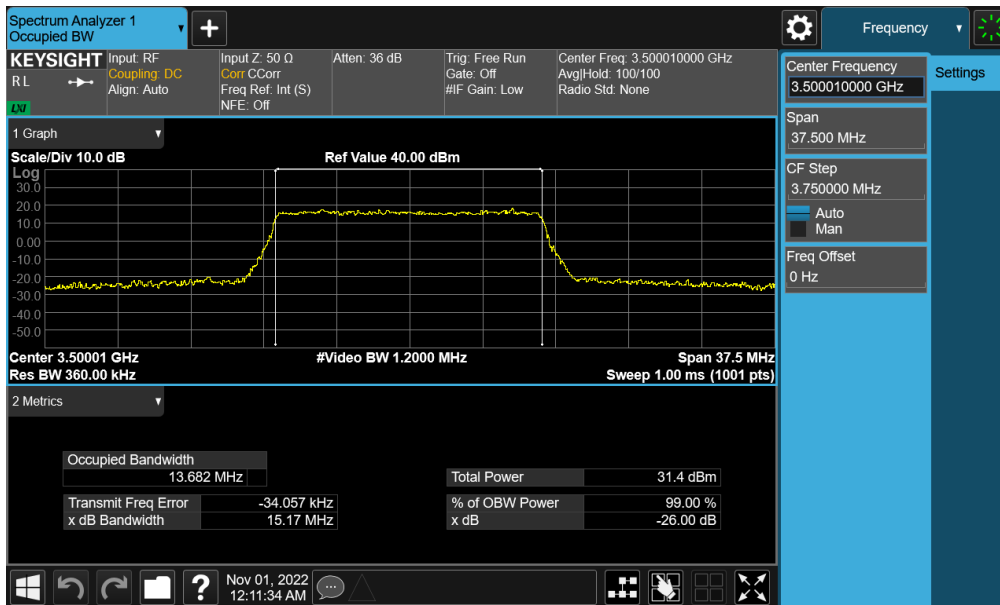 Spectrum Analyzer 1
Occupied BW
+
Frequency
KEYSIGHT
RL
LXI
Input: RF
Coupling: DC
Align: Auto
Input Z: 50 Ω
Corr CCorr
Freq Ref: Int (S)
NFE: Off
Atten: 36 dB
Trig: Free Run
Gate: Off
#IF Gain: Low
Center Freq: 3.500010000 GHz
Avg|Hold: 100/100
Radio Std: None
Center Frequency
3.500010000 GHz
Settings
Span
37.500 MHz
CF Step
3.750000 MHz
Auto
Man
Freq Offset
0 Hz
1 Graph
Scale/Div 10.0 dB
Ref Value 40.00 dBm
Log
30.0
20.0
10.0
0.00
-10.0
-20.0
-30.0
-40.0
-50.0
Center 3.50001 GHz
#Video BW 1.2000 MHz
Span 37.5 MHz
Res BW 360.00 kHz
Sweep 1.00 ms (1001 pts)
2 Metrics
Occupied Bandwidth
13.682 MHz
Total Power 31.4 dBm
Transmit Freq Error -34.057 kHz
% of OBW Power 99.00 %
x dB Bandwidth 15.17 MHz
x dB -26.00 dB
?
Nov 01, 2022
12:11:34 AM